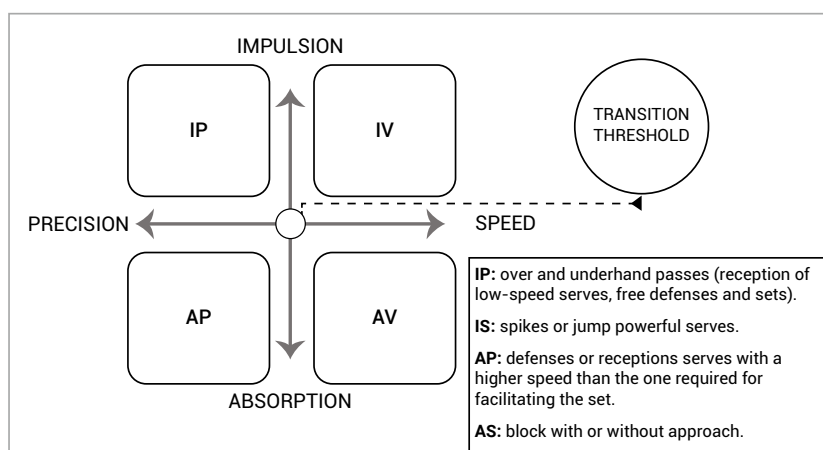 IMPULSION
IP
IV
TRANSITION
THRESHOLD
PRECISION
SPEED
AP
AV
ABSORPTION
IP: over and underhand passes (reception of
low-speed serves, free defenses and sets).
IS: spikes or jump powerful serves.
AP: defenses or receptions serves with a
higher speed than the one required for
facilitating the set.
AS: block with or without approach.